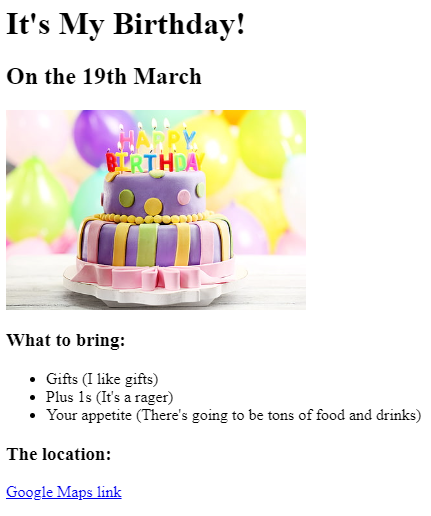 It's My Birthday!
On the 19th March
HAPPY
BIRTHDAY
What to bring:
Gifts (I like gifts)
Plus 1s (It's a rager)
Your appetite (There's going to be tons of food and drinks)
The location:
Google Maps link